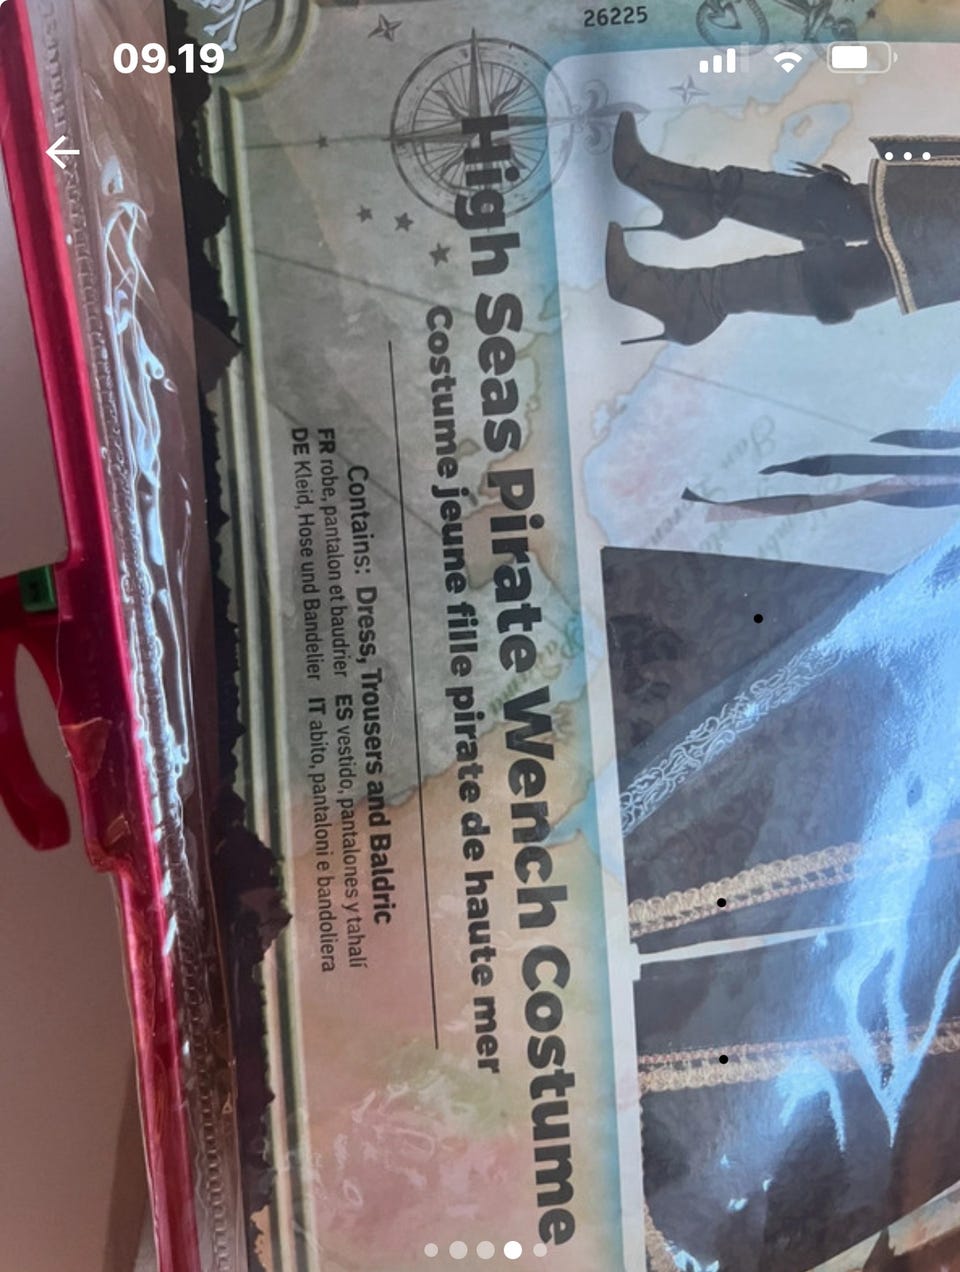 09.19
26225
High Seas Pirate Wench Costume
Costume jeune fille pirate de haute mer
Contains: Dress, Trousers and Baldric
FR robe, pantalon et baudrier ES vestido, pantalones y tahalí
DE Kleid, Hose und Bandelier IT abito, pantaloni e bandoliera